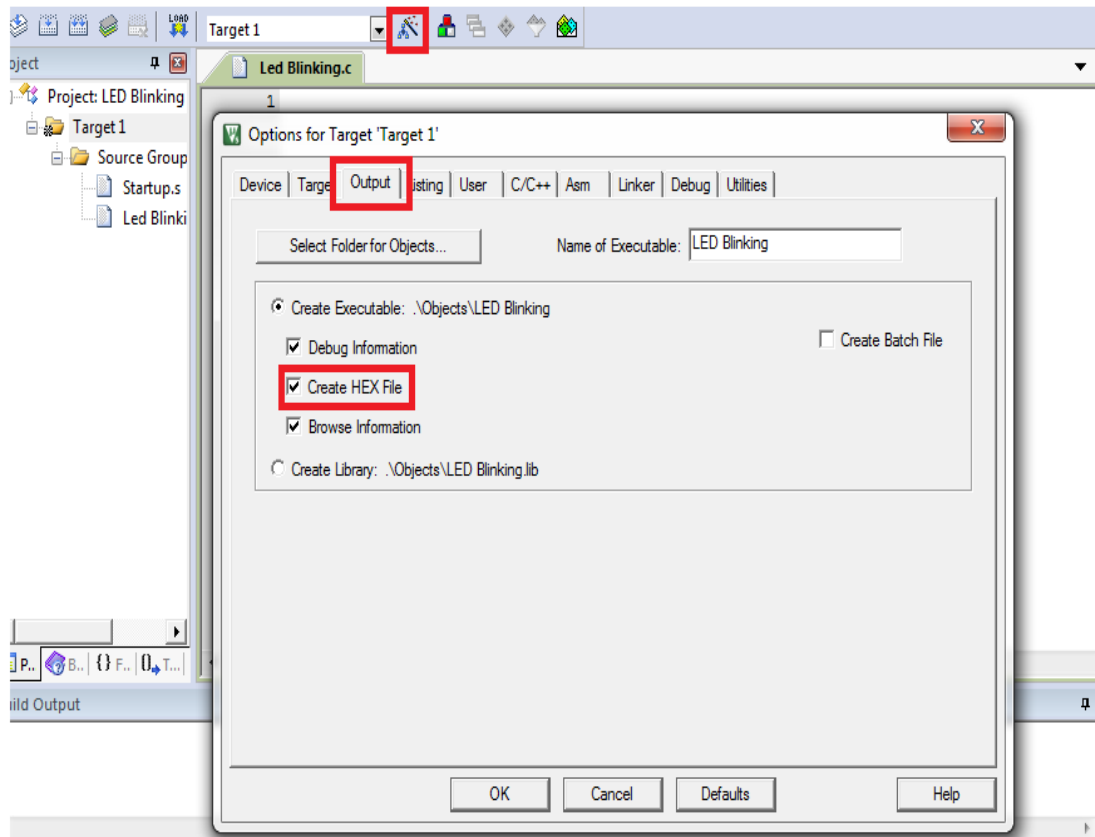 LOAD
Target 1
oject
Led Blinking.c
Project: LED Blinking
1
Target 1
Options for Target 'Target 1'
Source Group
Startup.s
Led Blinki
Device Targe Output isting User C/C++ Asm Linker Debug Utilities
Select Folder for Objects...
Name of Executable: LED Blinking
Create Executable: .\Objects\LED Blinking
Debug Information
Create Batch File
Create HEX File
Browse Information
Create Library: .\Objects\LED Blinking.lib
P.. B.. {} F.. 0 T...
uild Output
OK Cancel Defaults Help